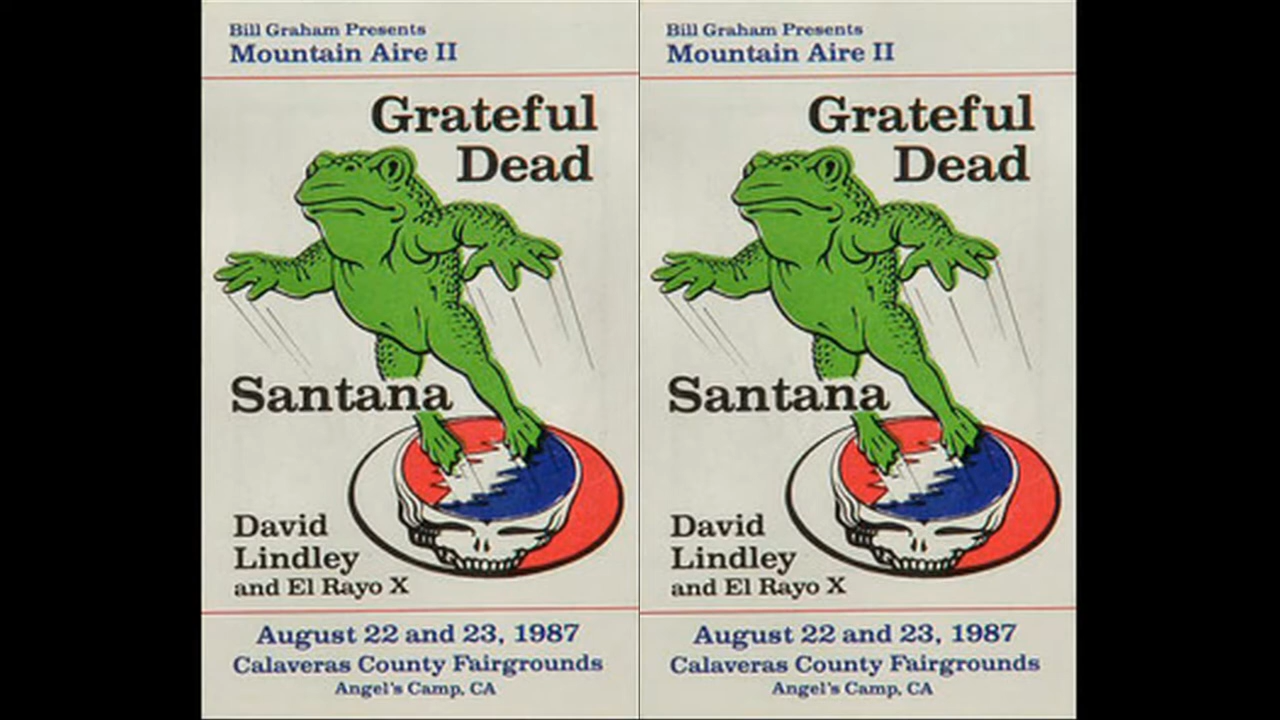 Bill Graham Presents
Mountain Aire II
Grateful
Dead
Santana
David
Lindley
and El Rayo X
August 22 and 23, 1987
Calaveras County Fairgrounds
Angel's Camp, CA
Bill Graham Presents
Mountain Aire II
Grateful
Dead
Santana
David
Lindley
and El Rayo X
August 22 and 23, 1987
Calaveras County Fairgrounds
Angel's Camp, CA